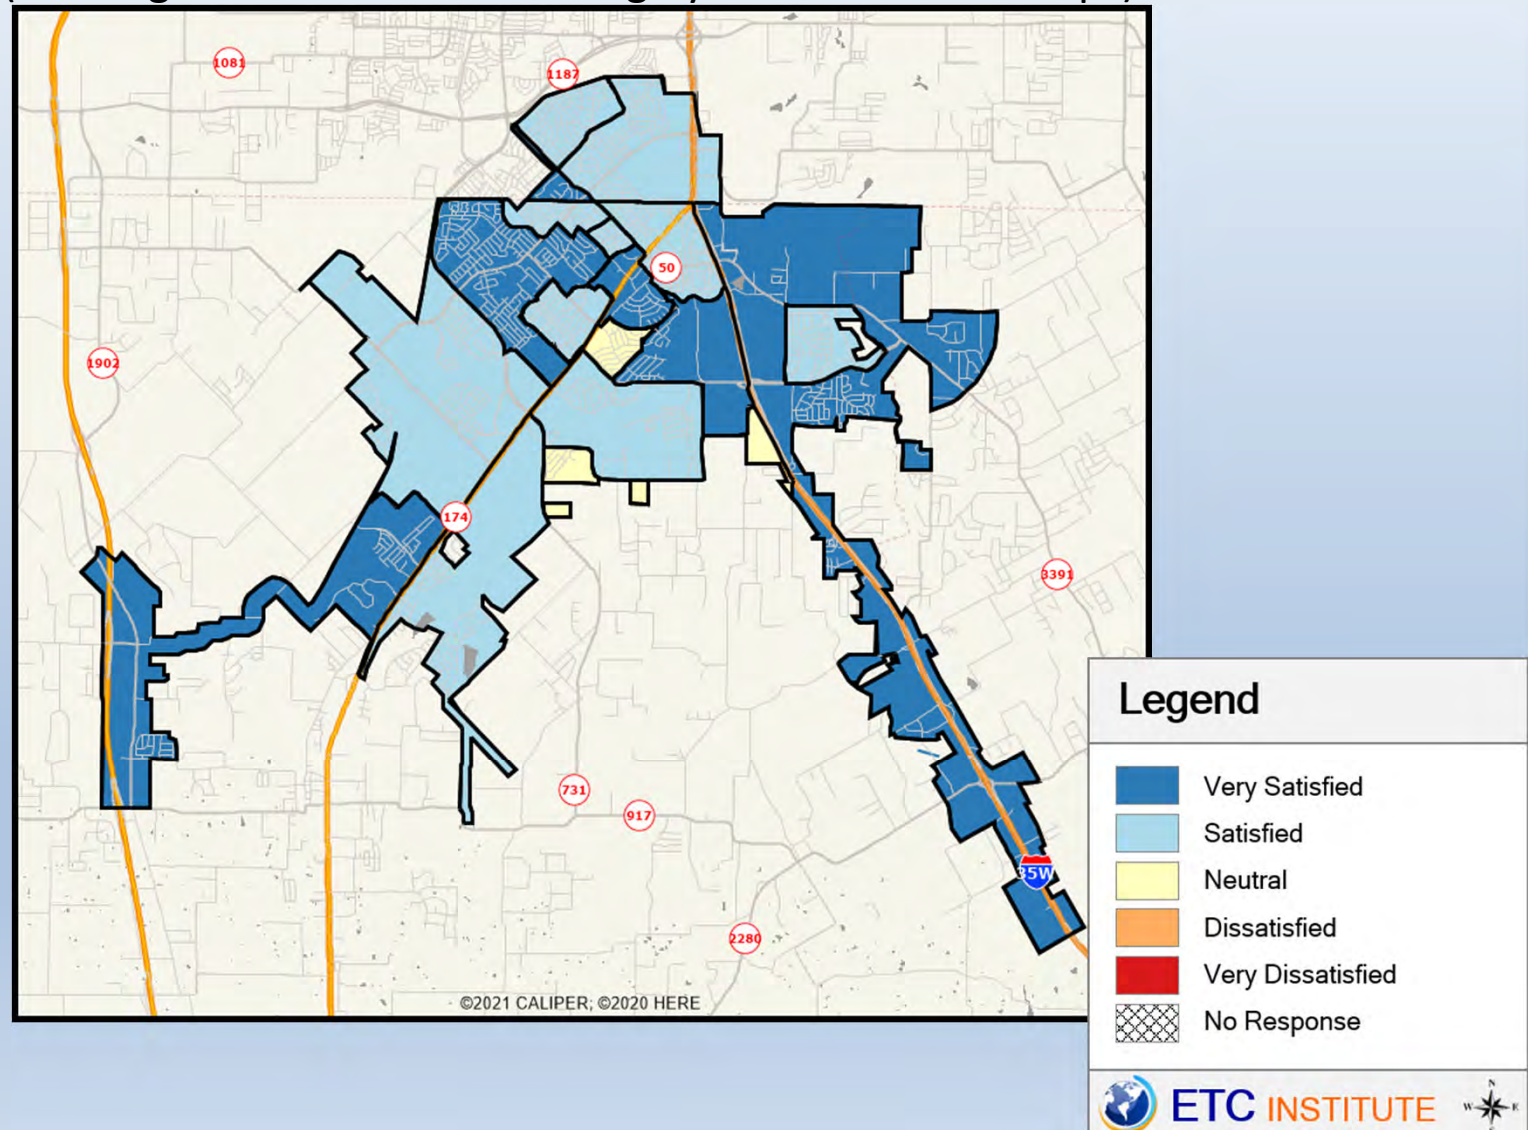 1081
1187
50
1902
174
3391
731
917
35W
2280
©2021 CALIPER; ©2020 HERE
Legend
Very Satisfied
Satisfied
Neutral
Dissatisfied
Very Dissatisfied
No Response
ETC INSTITUTE
N
W E